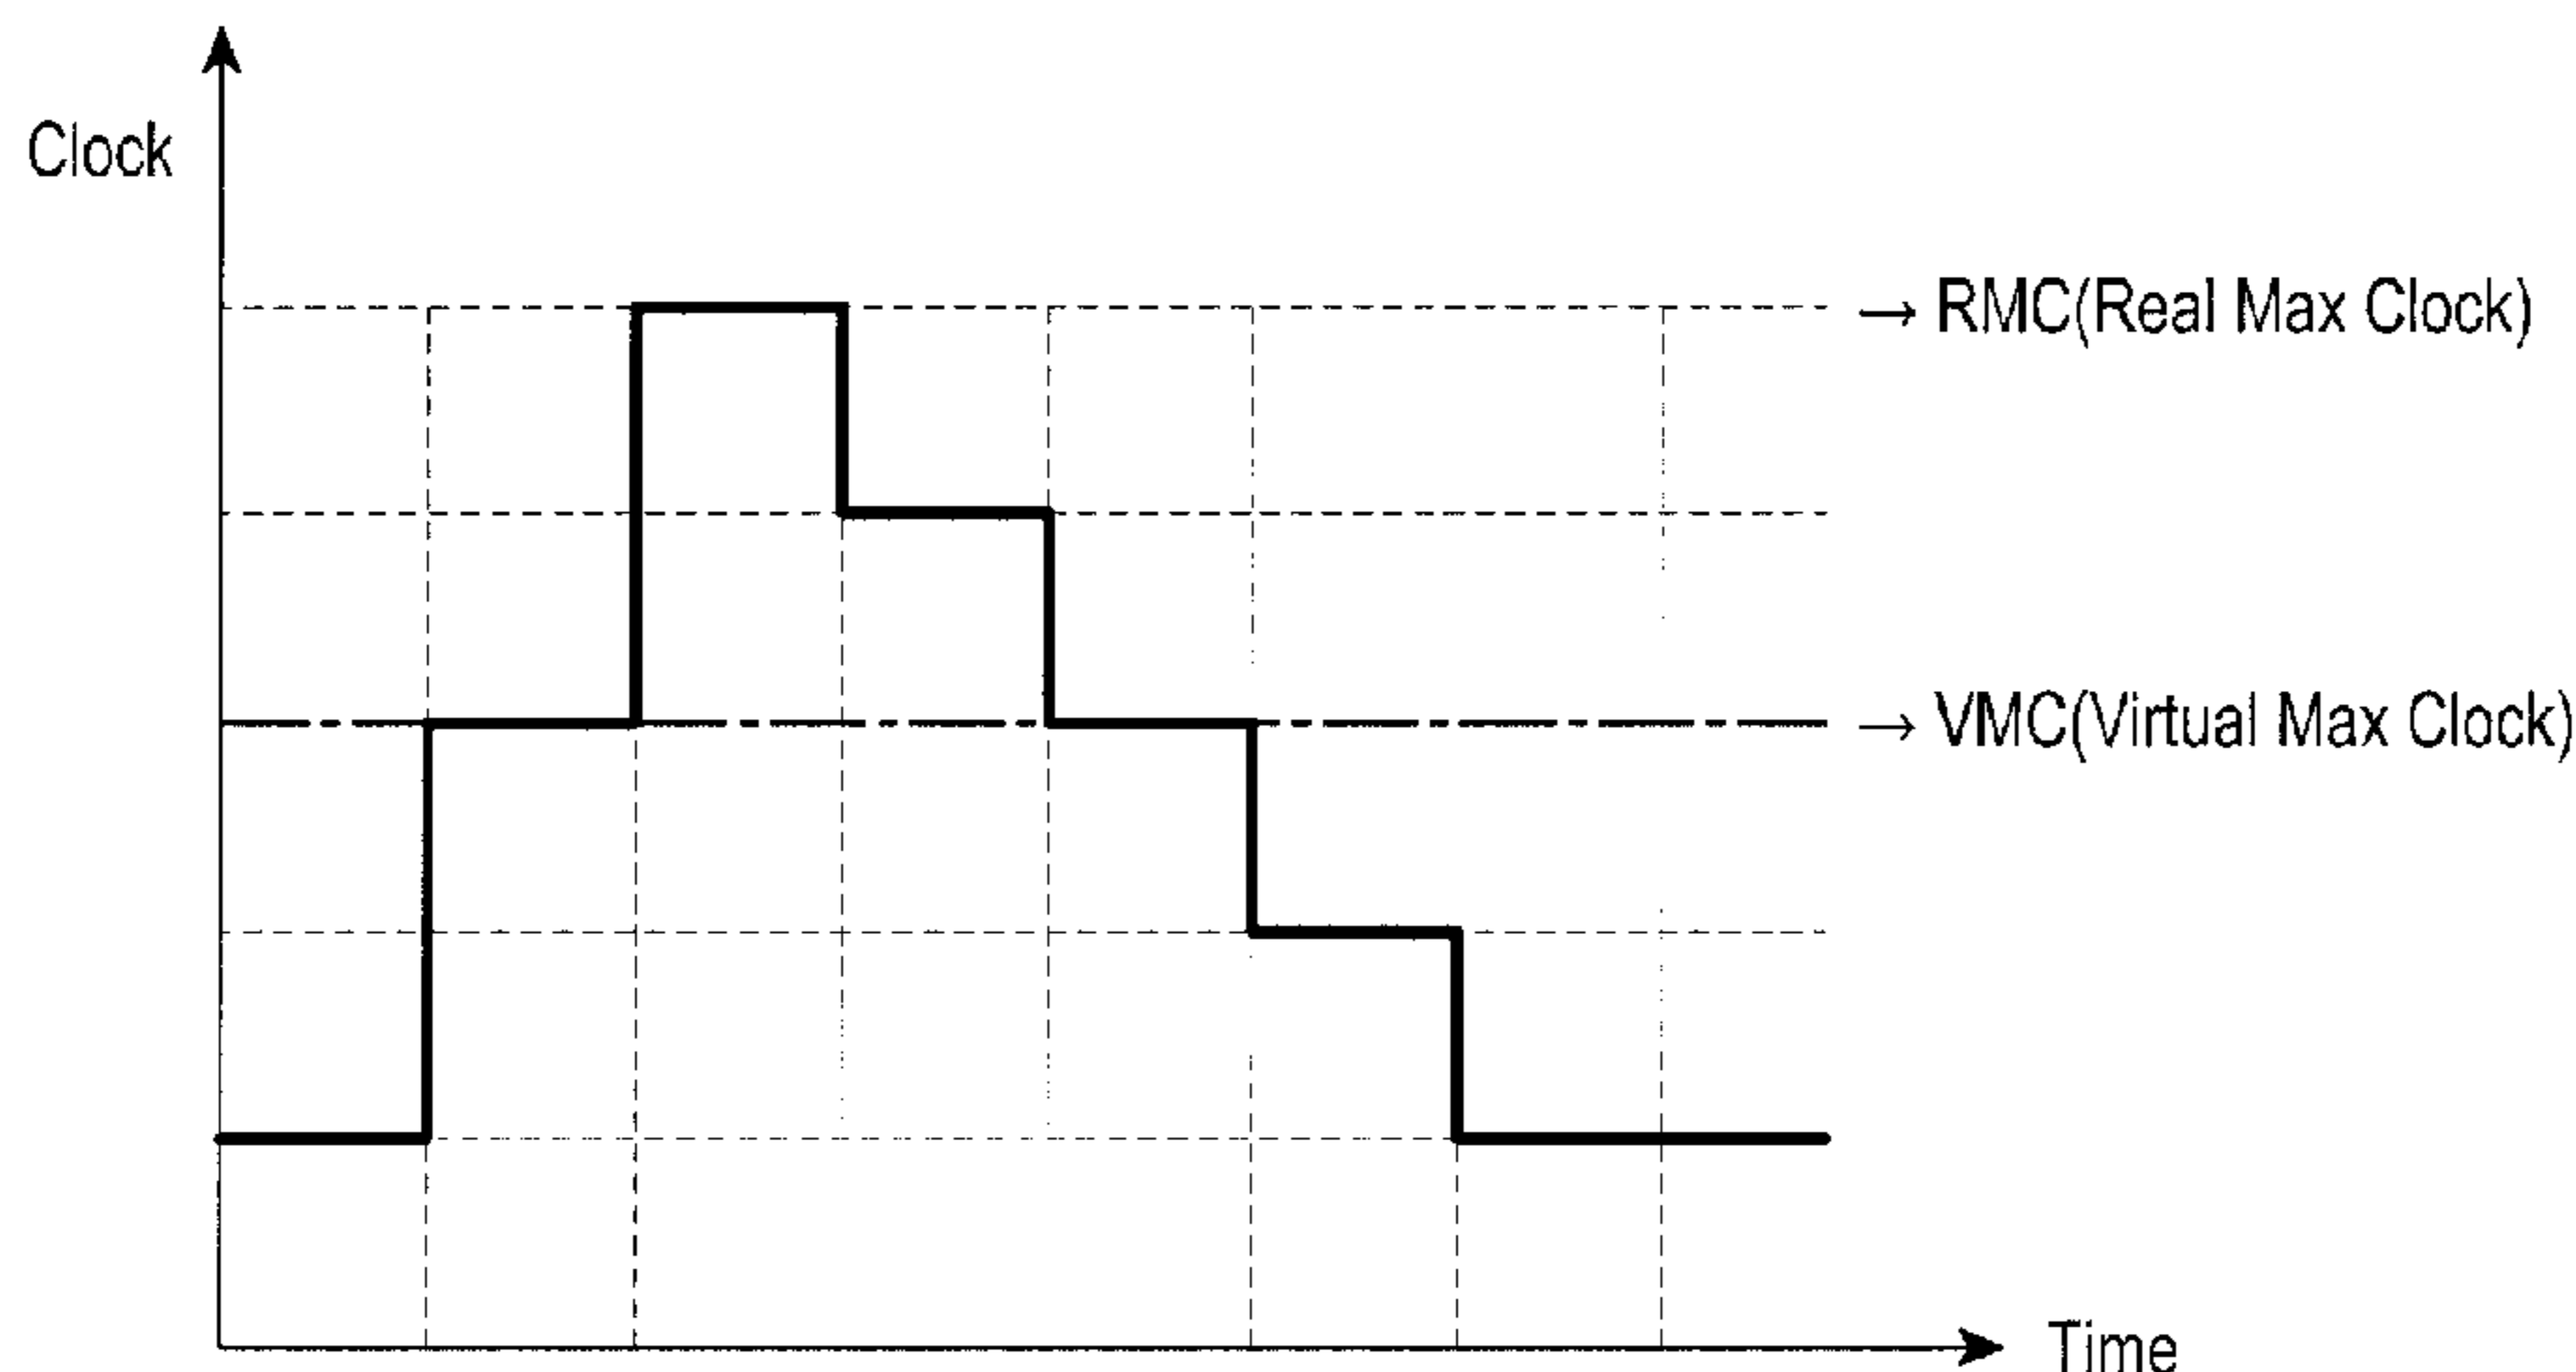 Clock
→ RMC(Real Max Clock)
→ VMC(Virtual Max Clock)
Time